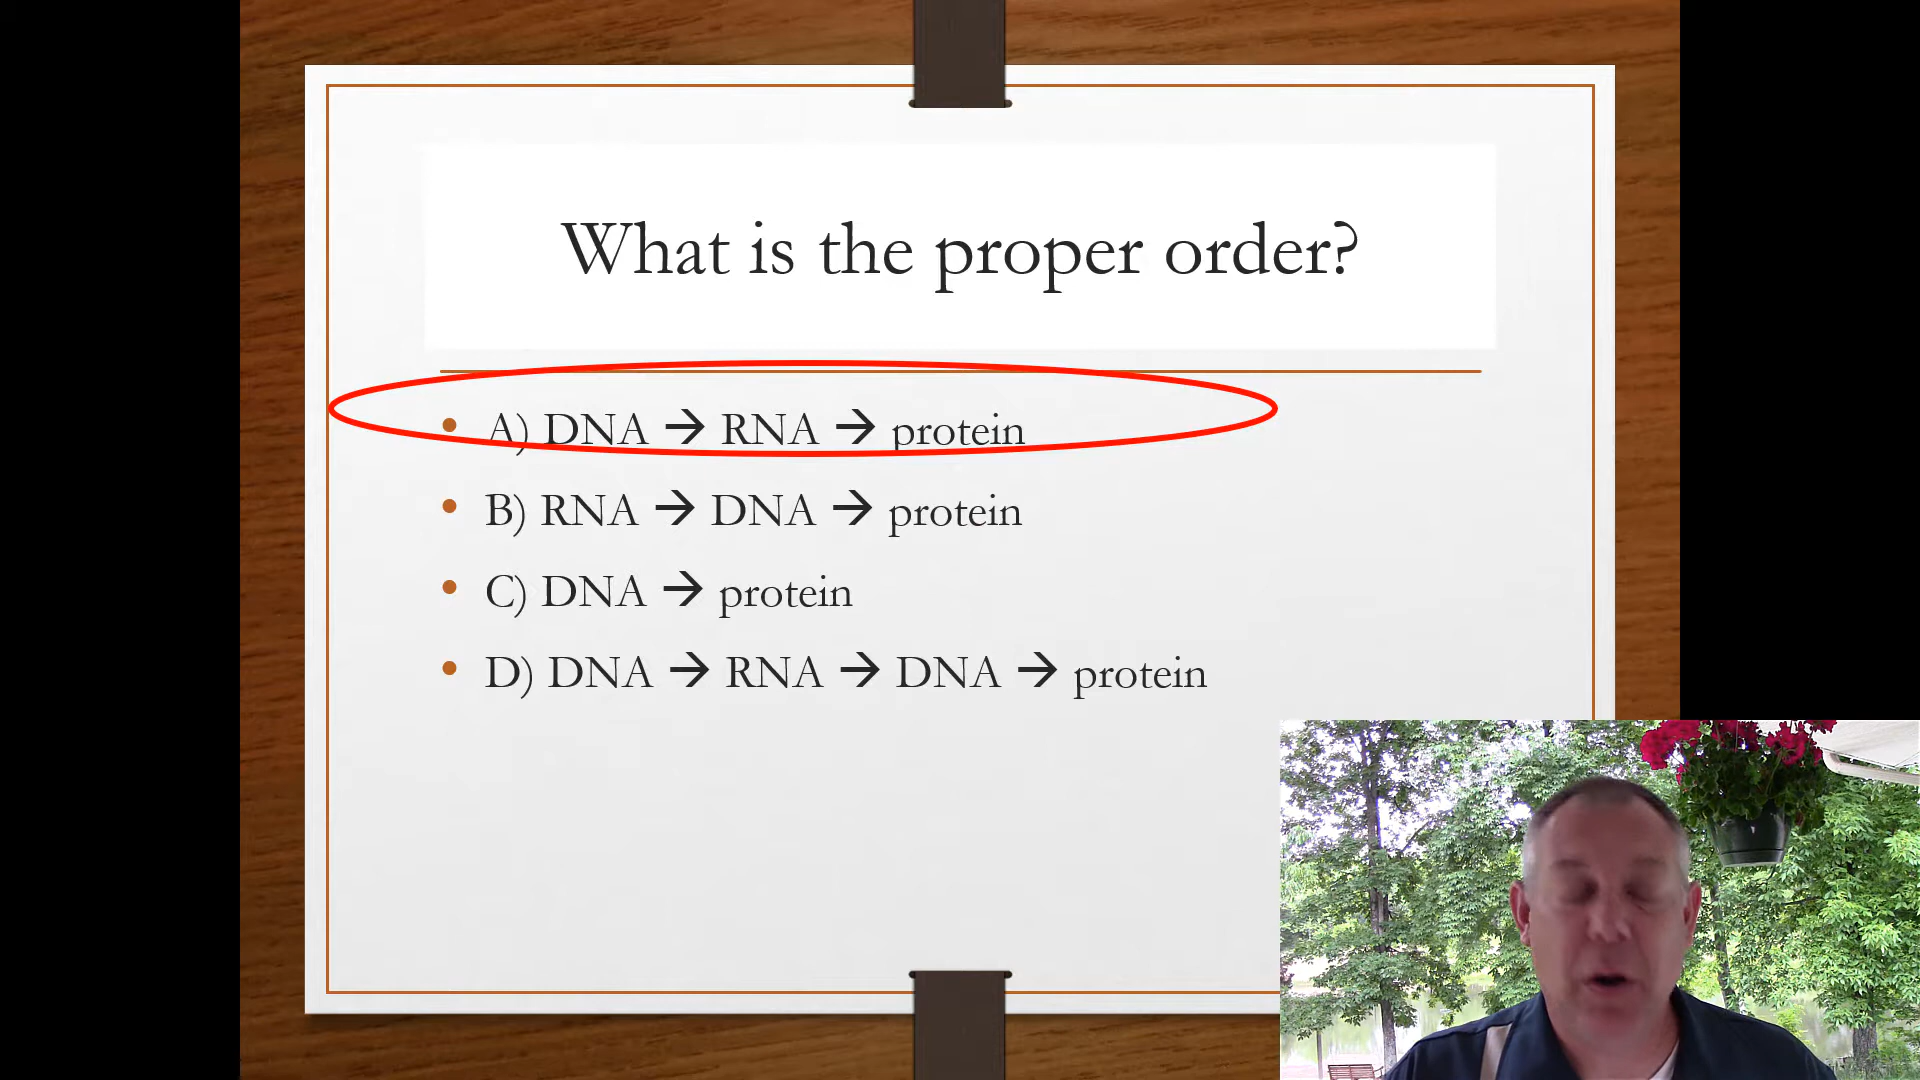 What is the proper order?
• A) DNA → RNA → protein
• B) RNA → DNA → protein
• C) DNA → protein
• D) DNA → RNA → DNA → protein